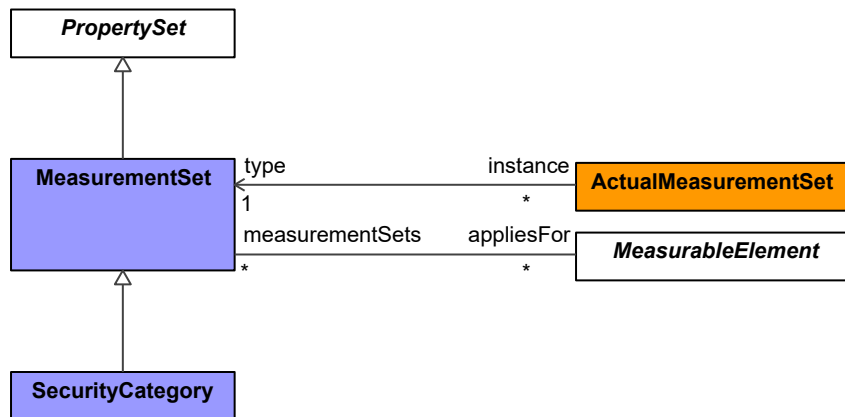 PropertySet
MeasurementSet
type
instance
ActualMeasurementSet
1
*
measurementSets
appliesFor
MeasurableElement
*
*
SecurityCategory